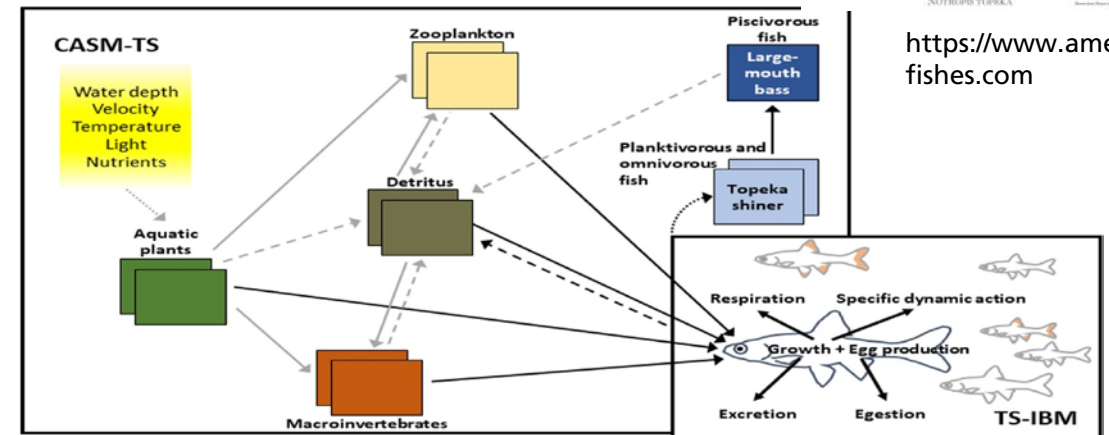 NOTROPIS TOPEKA
https://www.ame
fishes.com
CASM-TS
Water depth
Velocity
Temperature
Light
Nutrients
Zooplankton
Piscivorous
fish
Large-
mouth
bass
Planktivorous and
omnivorous
fish
Topeka
shiner
Detritus
Aquatic
plants
Macroinvertebrates
Respiration
Specific dynamic action
Growth + Egg production
Excretion
Egestion
TS-IBM